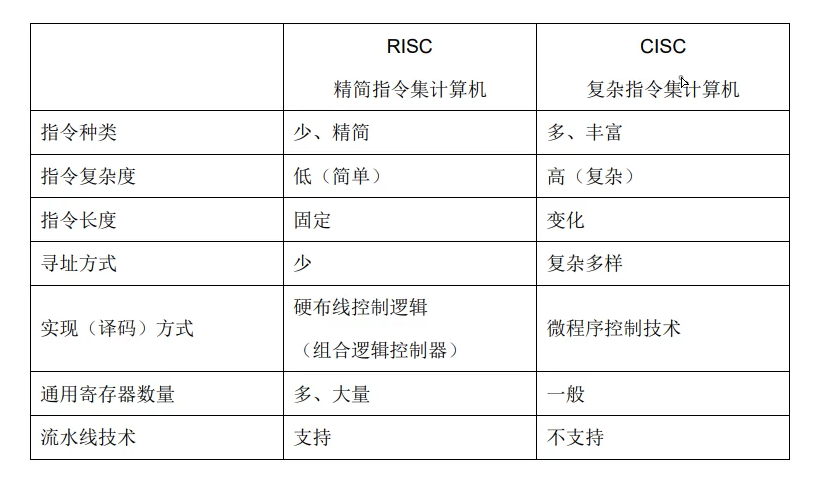 RISC
精简指令集计算机
CISC
复杂指令集计算机
指令种类
少、精简
多、丰富
指令复杂度
低（简单）
高（复杂）
指令长度
固定
变化
寻址方式
少
复杂多样
实现（译码）方式
硬布线控制逻辑
（组合逻辑控制器）
微程序控制技术
通用寄存器数量
多、大量
一般
流水线技术
支持
不支持